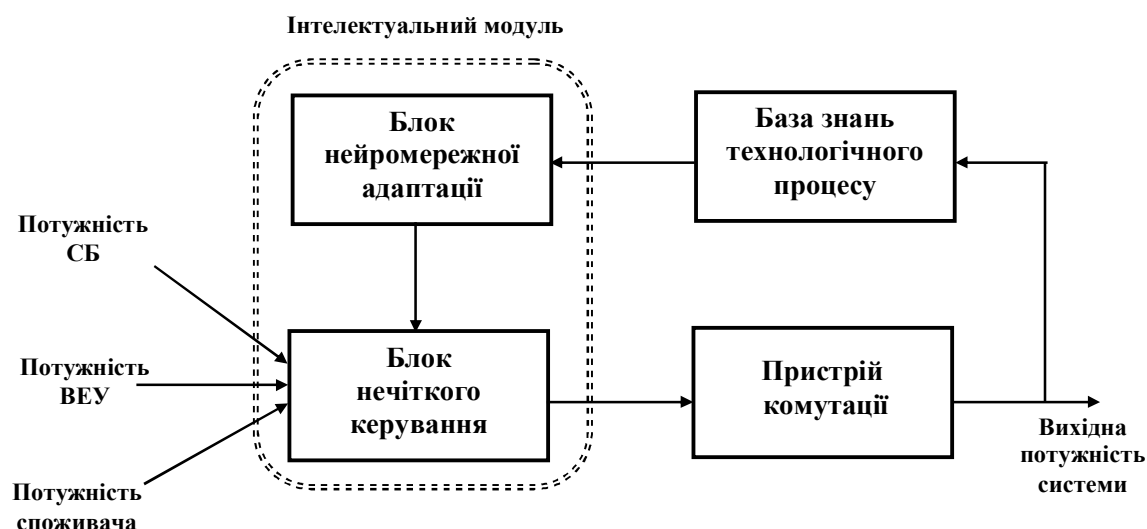 Інтелектуальний модуль
Блок
нейромережної
адаптації
База знань
технологічного
процесу
Потужність
СБ
Потужність
ВЕУ
Потужність
споживача
Блок
нечіткого
керування
Пристрій
комутації
Вихідна
потужність
системи